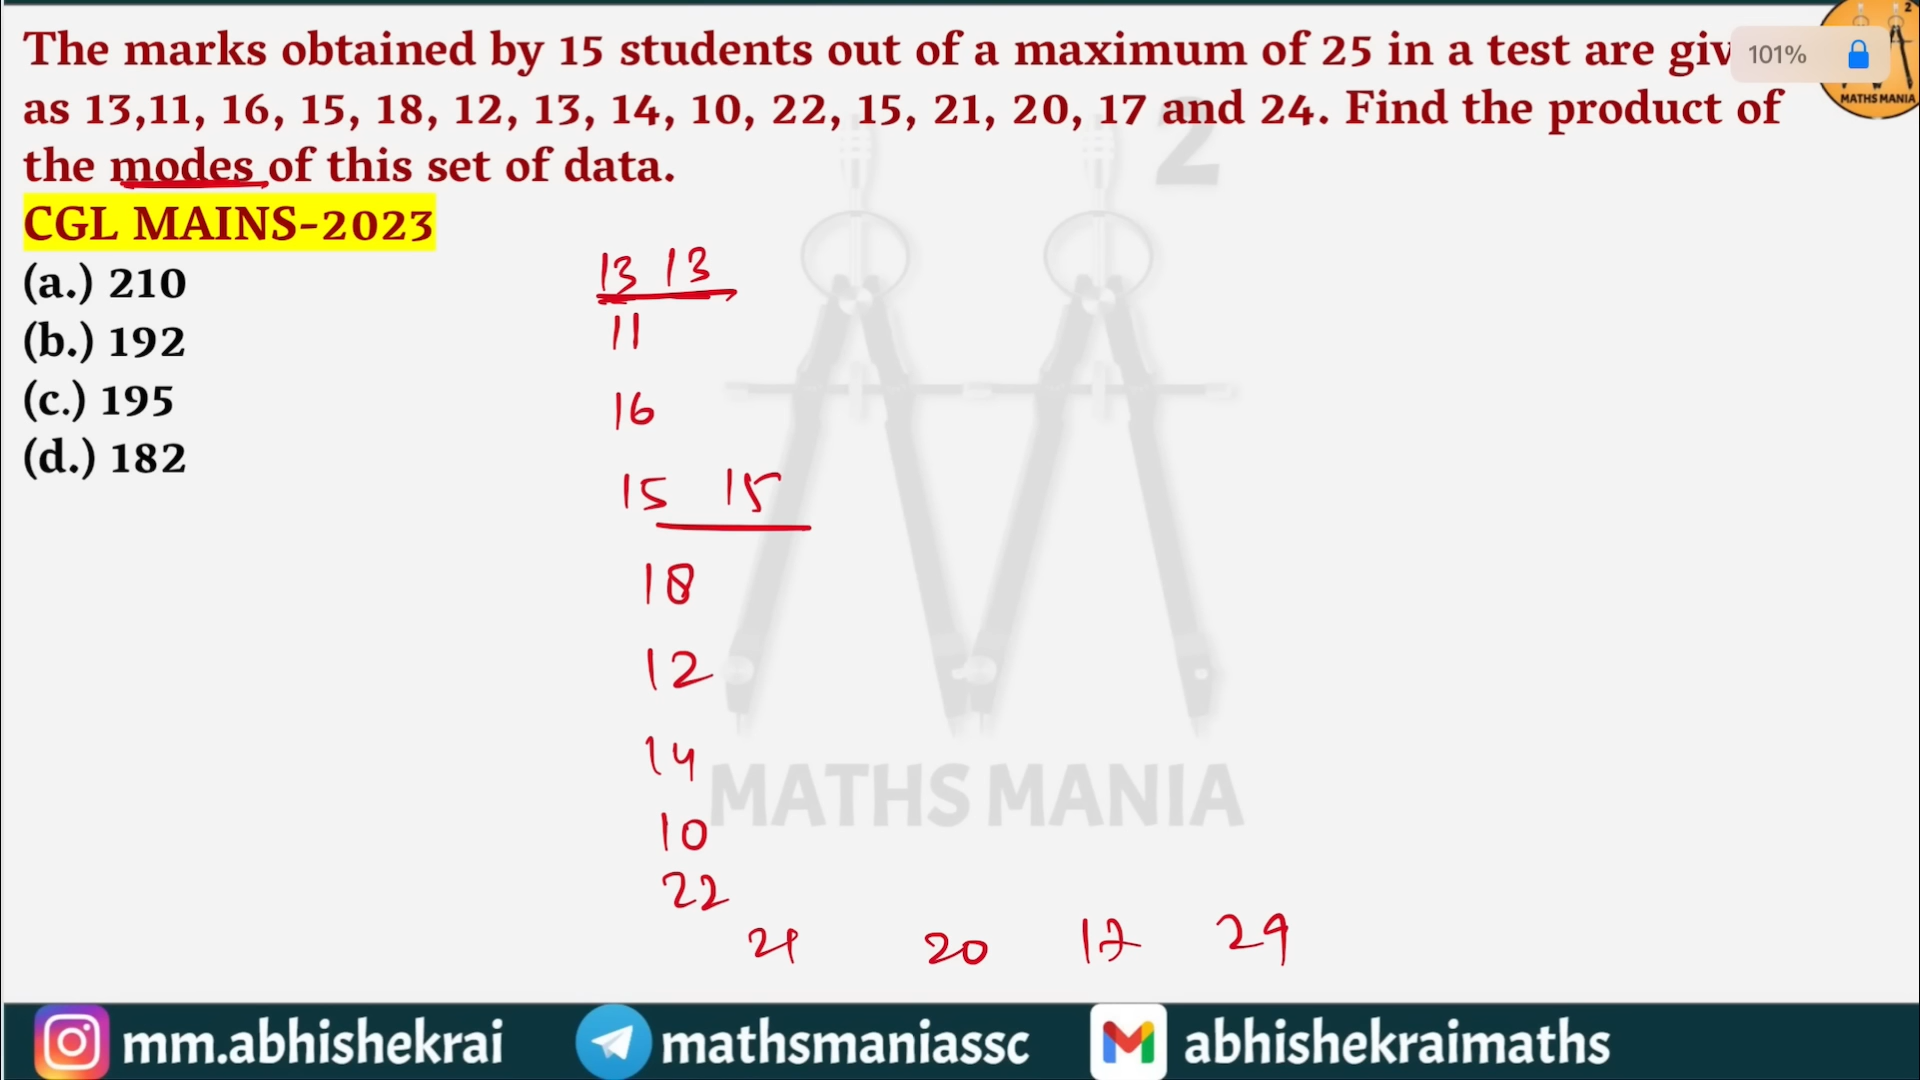 The marks obtained by 15 students out of a maximum of 25 in a test are giv
101%
as 13,11, 16, 15, 18, 12, 13, 14, 10, 22, 15, 21, 20, 17 and 24. Find the product of
MATHS MANIA
2
the modes of this set of data.
CGL MAINS-2023
(a.) 210
(b.) 192
(c.) 195
(d.) 182
13 13
11
16
15 15
18
12
14
10
22
21 20 17 24
MATHS MANIA
mm.abhishekrai mathsmaniassc abhishekraimaths